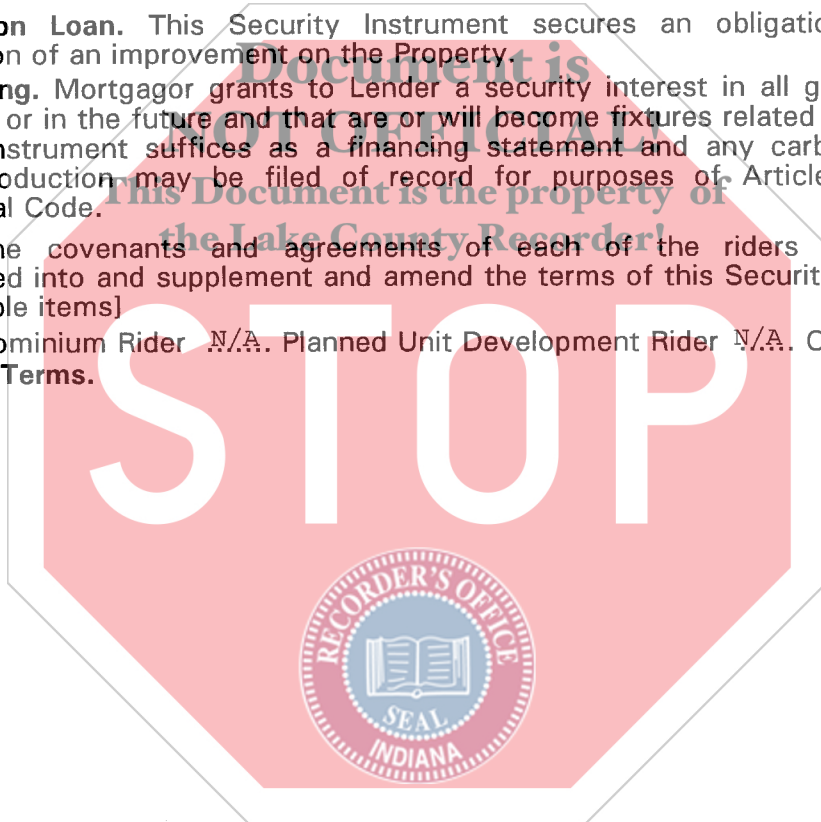 on Loan. This Security Instrument secures an obligatio
on of an improvement on the Property.
Document is
ng. Mortgagor grants to Lender a security interest in all g
or in the future and that are or will become fixtures related
NOT OFFICIAL!
nstrument suffices as a financing statement and any carb
oduction may be filed of record for purposes of Article
This Document is the property of
al Code.
the Lake County Recorder!
ne covenants and agreements of each of the riders
ed into and supplement and amend the terms of this Securit
ble items]
ominium Rider N/A. Planned Unit Development Rider N/A. O
Terms.
STOP
RECORDER'S OFFICE
SEAL
INDIANA